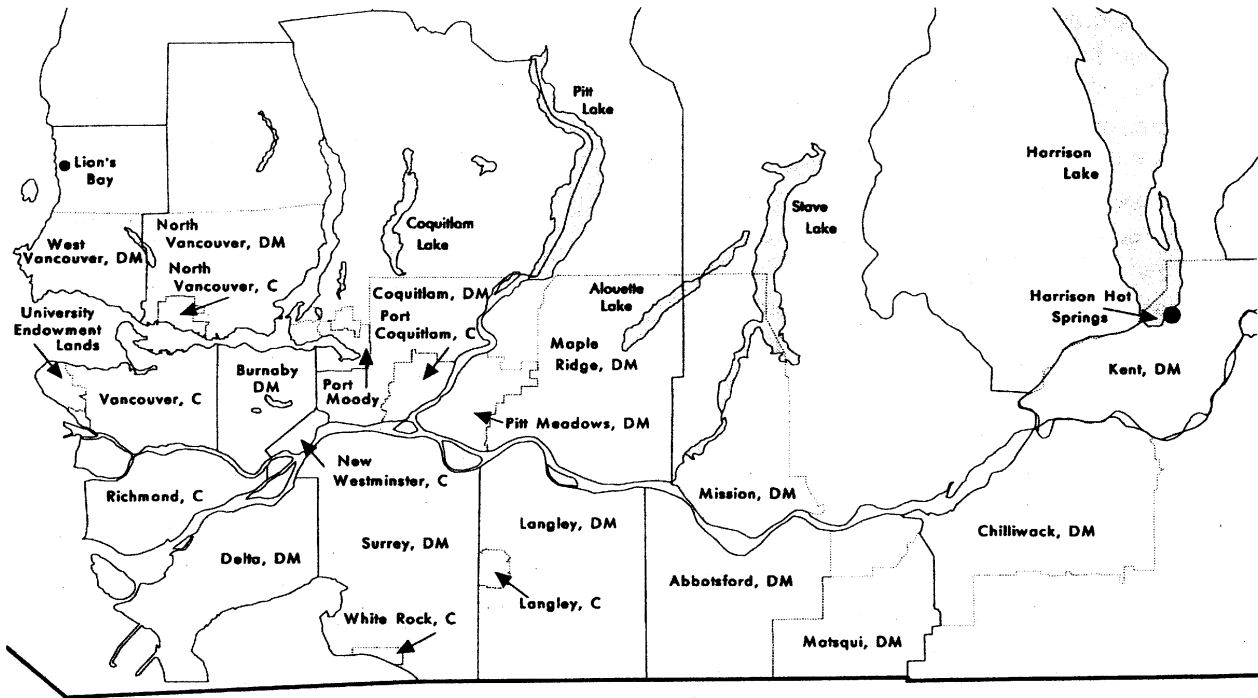 Pitt
Lake
Harrison
Lake
Lion's
Bay
Stave
Lake
Coquitlam
Lake
North
Vancouver, DM
West
Vancouver, DM
North
Vancouver, C
Coquitlam, DM
Alouette
Lake
Harrison Hot
Springs
University
Endowment
Lands
Port
Coquitlam, C
Maple
Ridge, DM
Burnaby
DM
Kent, DM
Port
Moody
Vancouver, C
Pitt Meadows, DM
New
Westminster, C
Richmond, C
Mission, DM
Langley, DM
Chilliwack, DM
Surrey, DM
Delta, DM
Abbotsford, DM
Langley, C
White Rock, C
Matsqui, DM